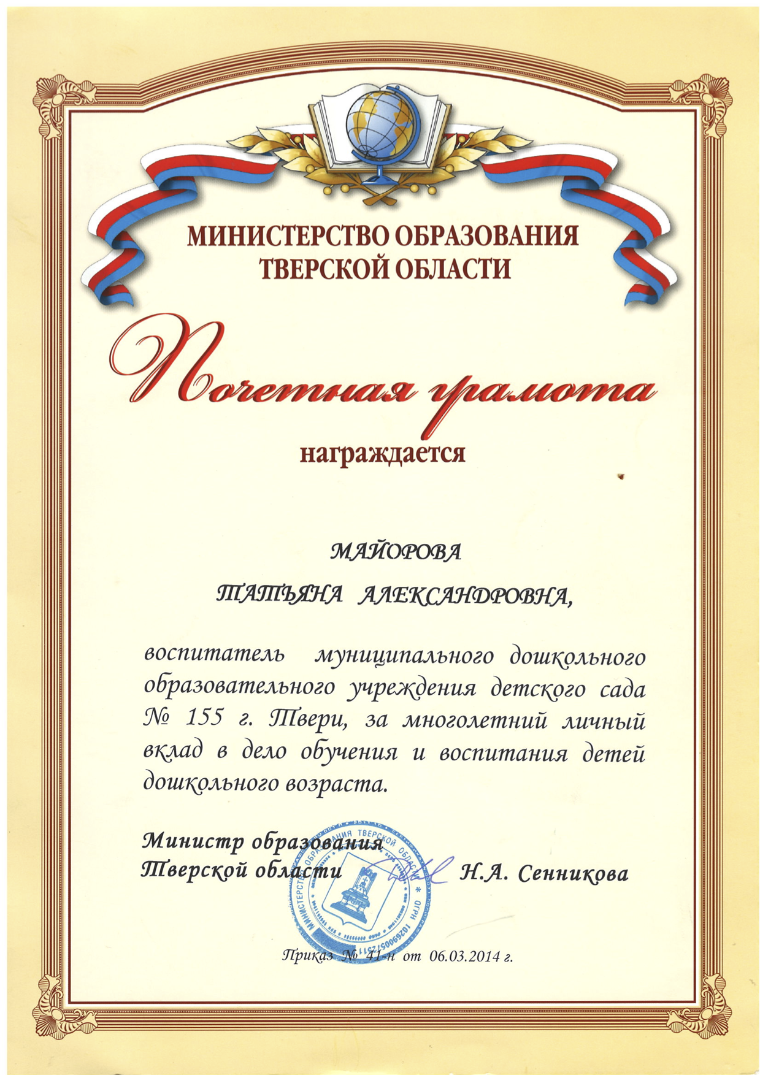 МИНИСТЕРСТВО ОБРАЗОВАНИЯ
ТВЕРСКОЙ ОБЛАСТИ
Почетная грамота
награждается
МАЙОРОВА
ТАТЬЯНА АЛЕКСАНДРОВНА,
воспитатель муниципального дошкольного
образовательного учреждения детского сада
№ 155 г. Твери, за многолетний личный
вклад в дело обучения и воспитания детей
дошкольного возраста.
Министр образования
Тверской области Н.А. Сенникова
МИНИСТЕРСТВО ОБРАЗОВАНИЯ ТВЕРСКОЙ ОБЛАСТИ * ОГРН
Приказ № 41-н от 06.03.2014 г.